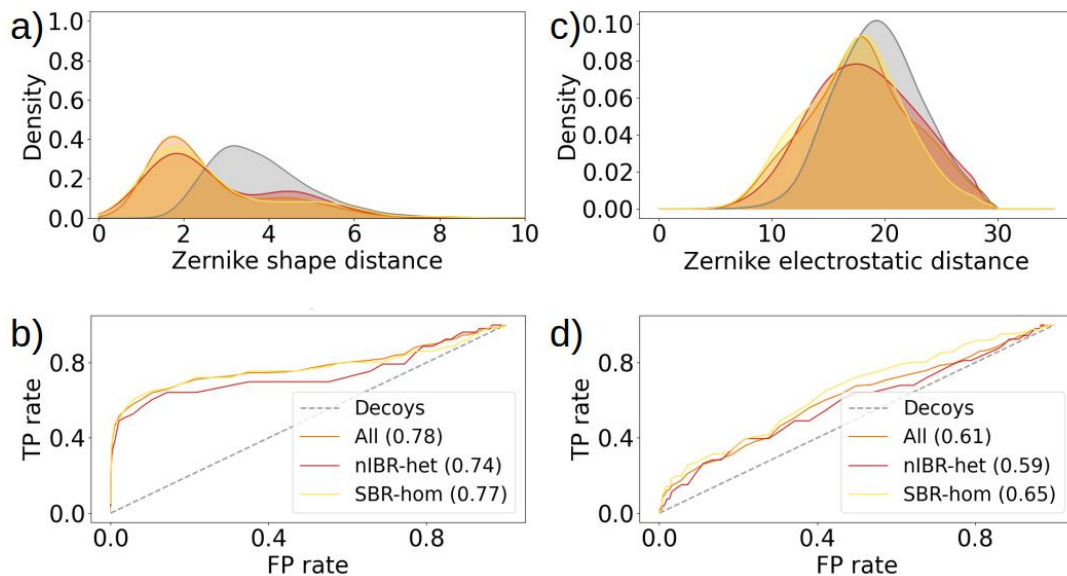 a)
1.0
0.8
0.6
0.4
0.2
0.0
Density
0 2 4 6 8 10
Zernike shape distance
c)
0.10
0.08
0.06
0.04
0.02
0.00
Density
0 10 20 30
Zernike electrostatic distance
b)
0.8
0.4
0.0
TP rate
Decoys
All (0.78)
nIBR-het (0.74)
SBR-hom (0.77)
0.0 0.4 0.8
FP rate
d)
0.8
0.4
0.0
TP rate
Decoys
All (0.61)
nIBR-het (0.59)
SBR-hom (0.65)
0.0 0.4 0.8
FP rate